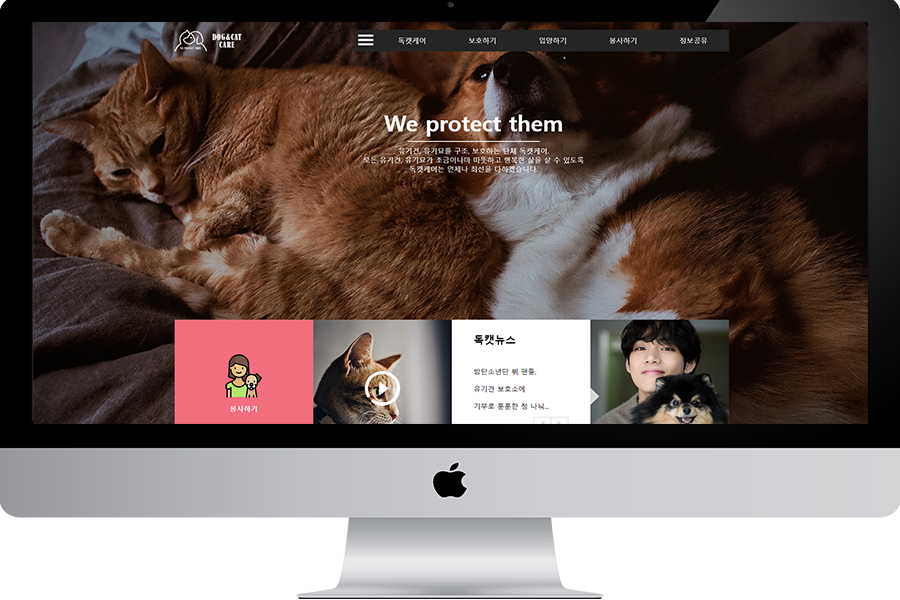 DOG&CAT
CARE
독캣케어
보호하기
입양하기
봉사하기
정보공유
We protect them
유기견, 유기묘를 구조, 보호하는 단체 독캣케어.
모든 유기견, 유기묘가 조금이나마 따뜻하고 행복한 삶을 살 수 있도록
독캣케어는 언제나 최선을 다하겠습니다.
봉사하기
독캣뉴스
방탄소년단 뷔 팬들,
유기견 보호소에
기부로 훈훈한 정 나눠...